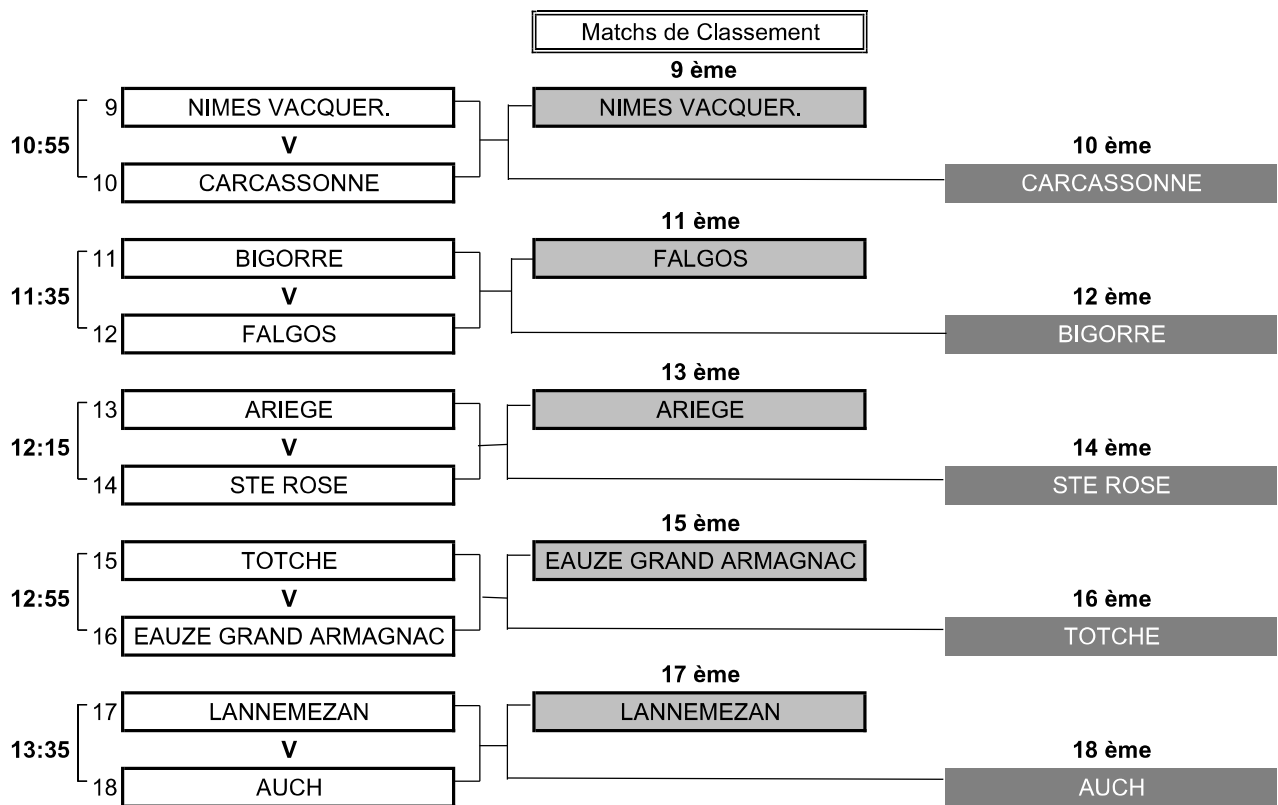 Matchs de Classement
9 ème
9 NIMES VACQUER. NIMES VACQUER.
10:55 V 10 ème
10 CARCASSONNE CARCASSONNE
11 ème
11 BIGORRE FALGOS
11:35 V 12 ème
12 FALGOS BIGORRE
13 ème
13 ARIEGE ARIEGE
12:15 V 14 ème
14 STE ROSE STE ROSE
15 ème
15 TOTCHE EAUZE GRAND ARMAGNAC
12:55 V 16 ème
16 EAUZE GRAND ARMAGNAC TOTCHE
17 ème
17 LANNEMEZAN LANNEMEZAN
13:35 V 18 ème
18 AUCH AUCH